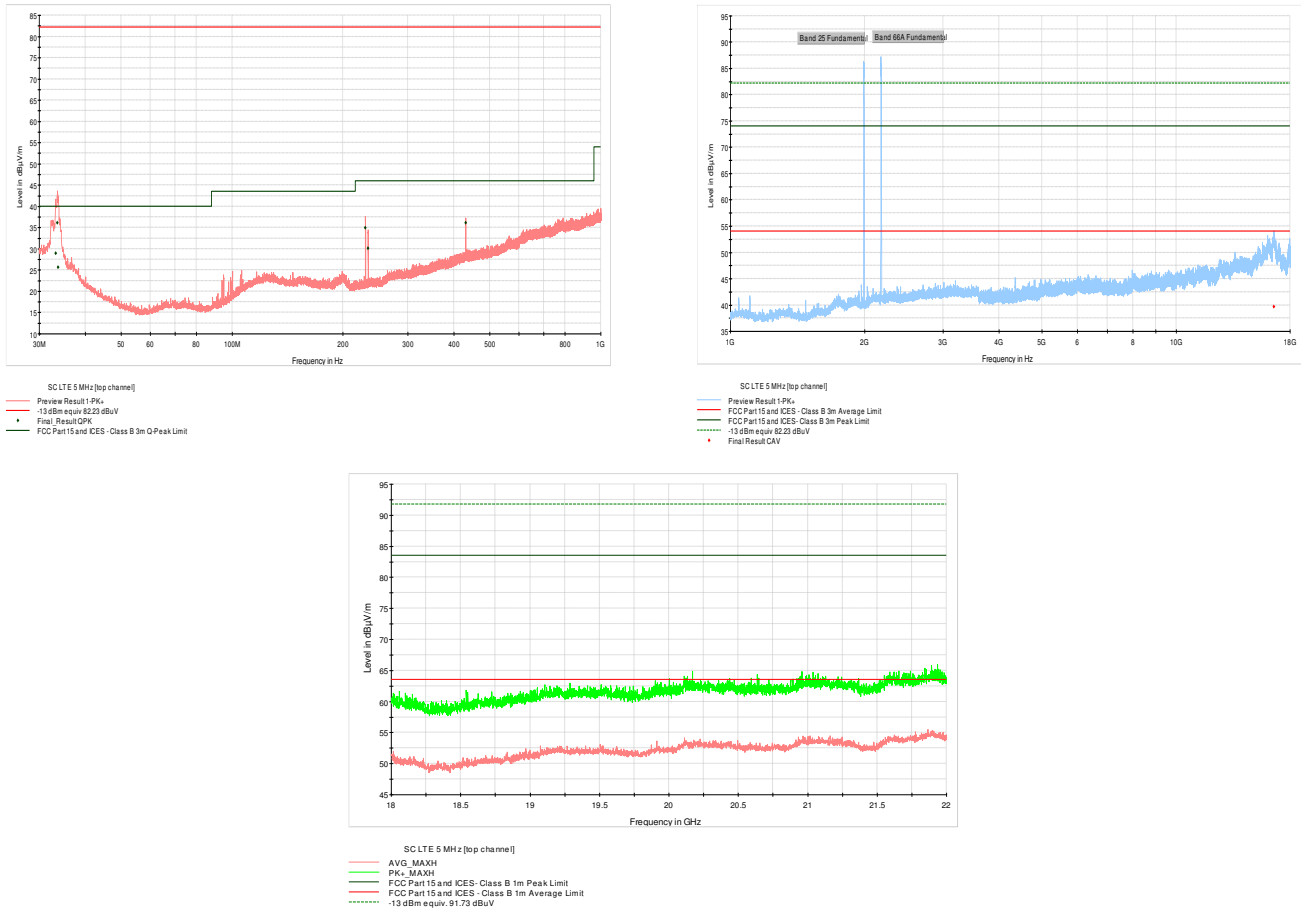 85
80
75
70
65
60
55
50
45
40
35
30
25
20
15
10
Level in dBµV/m
30M 50 60 80 100M 200 300 400 500 800 1G
Frequency in Hz
SC LTE 5 MHz [top channel]
Preview Result 1-PK+
-13 dBm equiv 82.23 dBuV
Final_Result QPK
FCC Part 15 and ICES - Class B 3m Q-Peak Limit
95
90
85
80
75
70
65
60
55
50
45
40
35
Level in dBµV/m
Band 25 Fundamental
Band 66A Fundamental
1G 2G 3G 4G 5G 6 8 10G 18G
Frequency in Hz
SC LTE 5 MHz [top channel]
Preview Result 1-PK+
FCC Part 15 and ICES - Class B 3m Average Limit
FCC Part 15 and ICES- Class B 3m Peak Limit
-13 dBm equiv 82.23 dBuV
Final Result CAV
95
90
85
80
75
70
65
60
55
50
45
Level in dBµV/m
18 18.5 19 19.5 20 20.5 21 21.5 22
Frequency in GHz
SC LTE 5 MHz [top channel]
AVG_MAXH
PK+_MAXH
FCC Part 15 and ICES- Class B 1m Peak Limit
FCC Part 15 and ICES - Class B 1m Average Limit
-13 dBm equiv. 91.73 dBuV